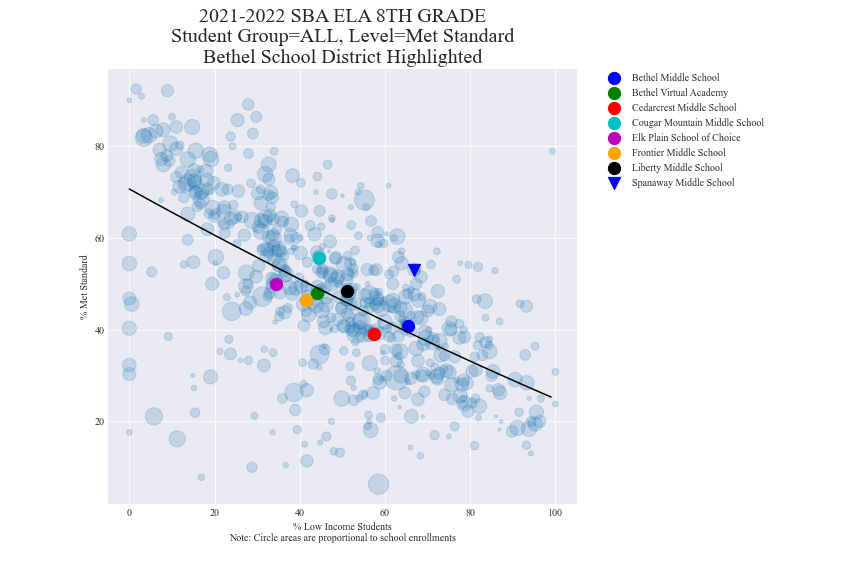 2021-2022 SBA ELA 8TH GRADE
Student Group=ALL, Level=Met Standard
Bethel School District Highlighted
Bethel Middle School
Bethel Virtual Academy
Cedarcrest Middle School
Cougar Mountain Middle School
Elk Plain School of Choice
Frontier Middle School
Liberty Middle School
Spanaway Middle School
% Met Standard
80
60
40
20
0 20 40 60 80 100
% Low Income Students
Note: Circle areas are proportional to school enrollments